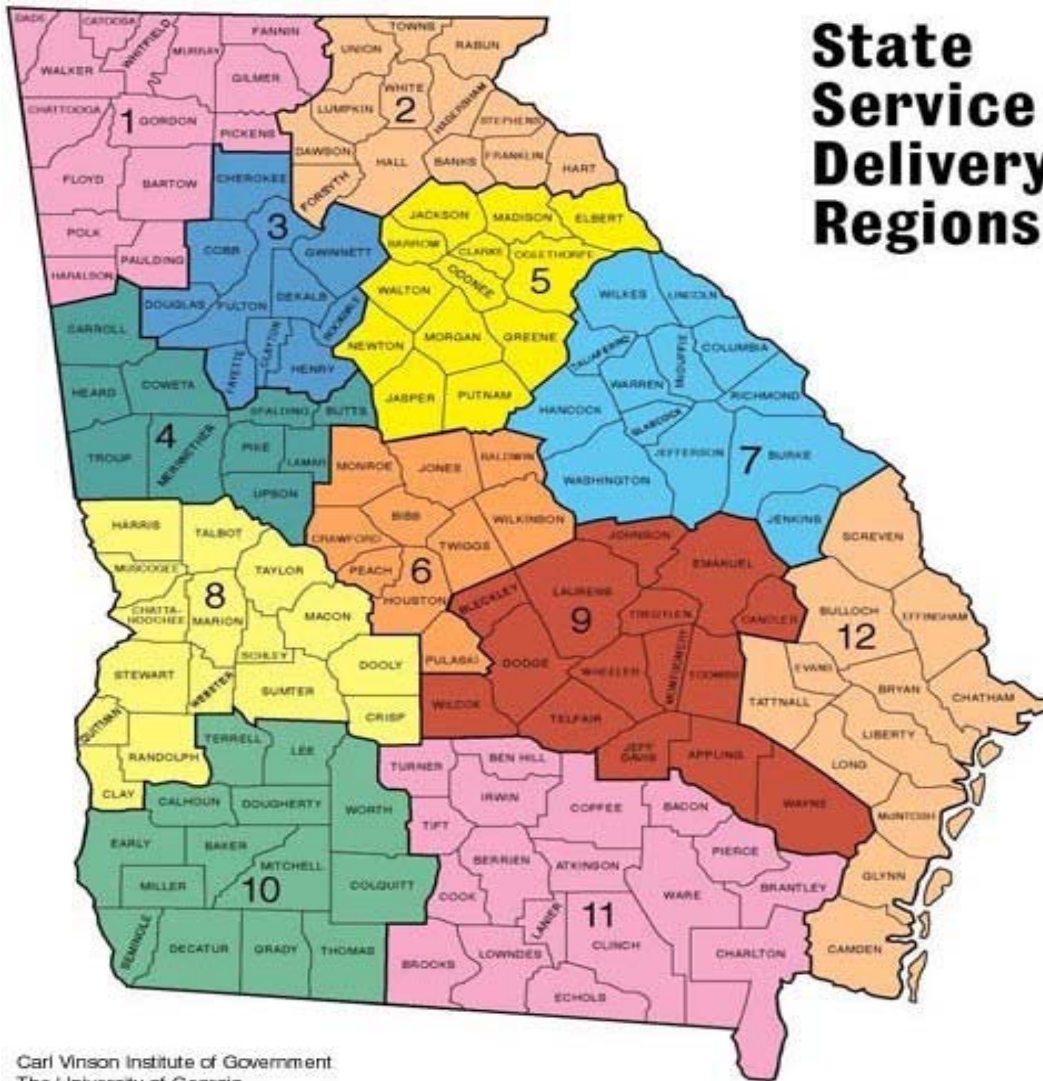 State
Service
Delivery
Regions
DADE
CATOOSA
WHITFIELD
MURRAY
FANNIN
WALKER
GILMER
CHATTOOGA
1
GORDON
PICKENS
FLOYD
BARTOW
POLK
PAULDING
HARALSON
TOWNS
UNION
RABUN
WHITE
2
LUMPKIN
HABERSHAM
STEPHENS
DAWSON
HALL
BANKS
FRANKLIN
HART
FORSYTH
CHEROKEE
3
COBB
GWINNETT
DOUGLAS
FULTON
DEKALB
ROCKDALE
FAYETTE
CLAYTON
HENRY
JACKSON
MADISON
ELBERT
BARROW
CLARKE
OGLETHORPE
OCONEE
5
WALTON
NEWTON
MORGAN
GREENE
JASPER
PUTNAM
CARROLL
HEARD
COWETA
SPALDING
BUTTS
4
TROUP
MERIWETHER
PIKE
LAMAR
UPSON
WILKES
LINCOLN
TALIAFERRO
McDUFFIE
COLUMBIA
WARREN
RICHMOND
HANCOCK
GLASCOCK
JEFFERSON
7
BURKE
WASHINGTON
JENKINS
MONROE
JONES
BALDWIN
BIBB
WILKINSON
CRAWFORD
TWIGGS
PEACH
6
HOUSTON
PULASKI
HARRIS
TALBOT
MUSCOGEE
TAYLOR
8
CHATTA-
HOOCHEE
MARION
MACON
SCHLEY
STEWART
WEBSTER
SUMTER
DOOLY
CRISP
QUITMAN
RANDOLPH
CLAY
JOHNSON
EMANUEL
BLECKLEY
LAURENS
TREUTLEN
CANDLER
9
DODGE
WHEELER
MONTGOMERY
TOOMBS
WILCOX
TELFAIR
JEFF
DAVIS
APPLING
WAYNE
SCREVEN
BULLOCH
EFFINGHAM
12
EVANS
BRYAN
CHATHAM
TATTNALL
LIBERTY
LONG
McINTOSH
GLYNN
CAMDEN
TERRELL
LEE
CALHOUN
DOUGHERTY
WORTH
EARLY
BAKER
MITCHELL
MILLER
10
COLQUITT
SEMINOLE
DECATUR
GRADY
THOMAS
TURNER
BEN HILL
IRWIN
COFFEE
BACON
TIFT
PIERCE
BERRIEN
ATKINSON
COOK
WARE
BRANTLEY
LANIER
11
CLINCH
BROOKS
LOWNDES
CHARLTON
ECHOLS
Carl Vinson Institute of Government
The University of Georgia